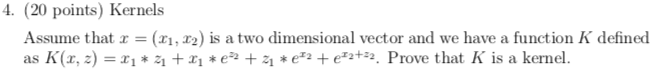 4. (20 points) Kernels
Assume that x = (x₁, x₂) is a two dimensional vector and we have a function K defined
as K(x, z) = x₁ * z₁ + x₁ * e^{z₂} + z₁ * e^{x₂} + e^{x₂+z₂}. Prove that K is a kernel.